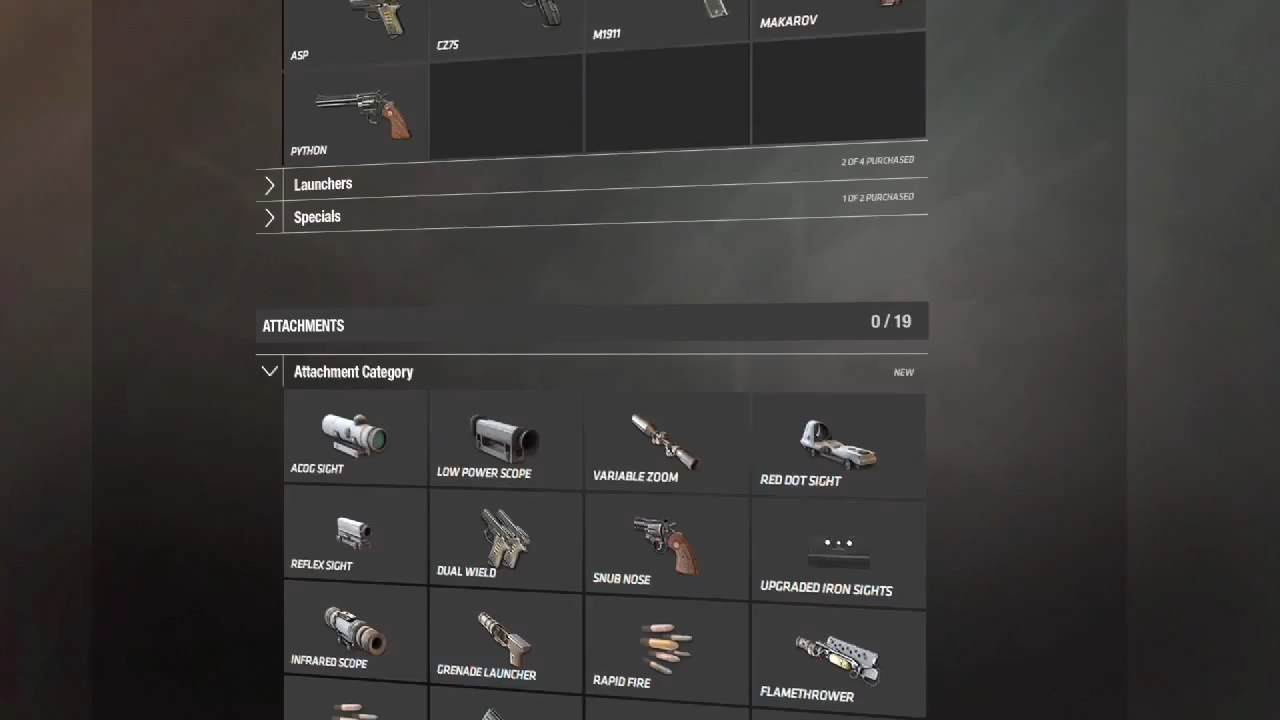 ASP
CZ75
M1911
MAKAROV
PYTHON
2 OF 4 PURCHASED
Launchers
1 OF 2 PURCHASED
Specials
ATTACHMENTS
0 / 19
Attachment Category
NEW
ACOG SIGHT
LOW POWER SCOPE
VARIABLE ZOOM
RED DOT SIGHT
REFLEX SIGHT
DUAL WIELD
SNUB NOSE
UPGRADED IRON SIGHTS
INFRARED SCOPE
GRENADE LAUNCHER
RAPID FIRE
FLAMETHROWER